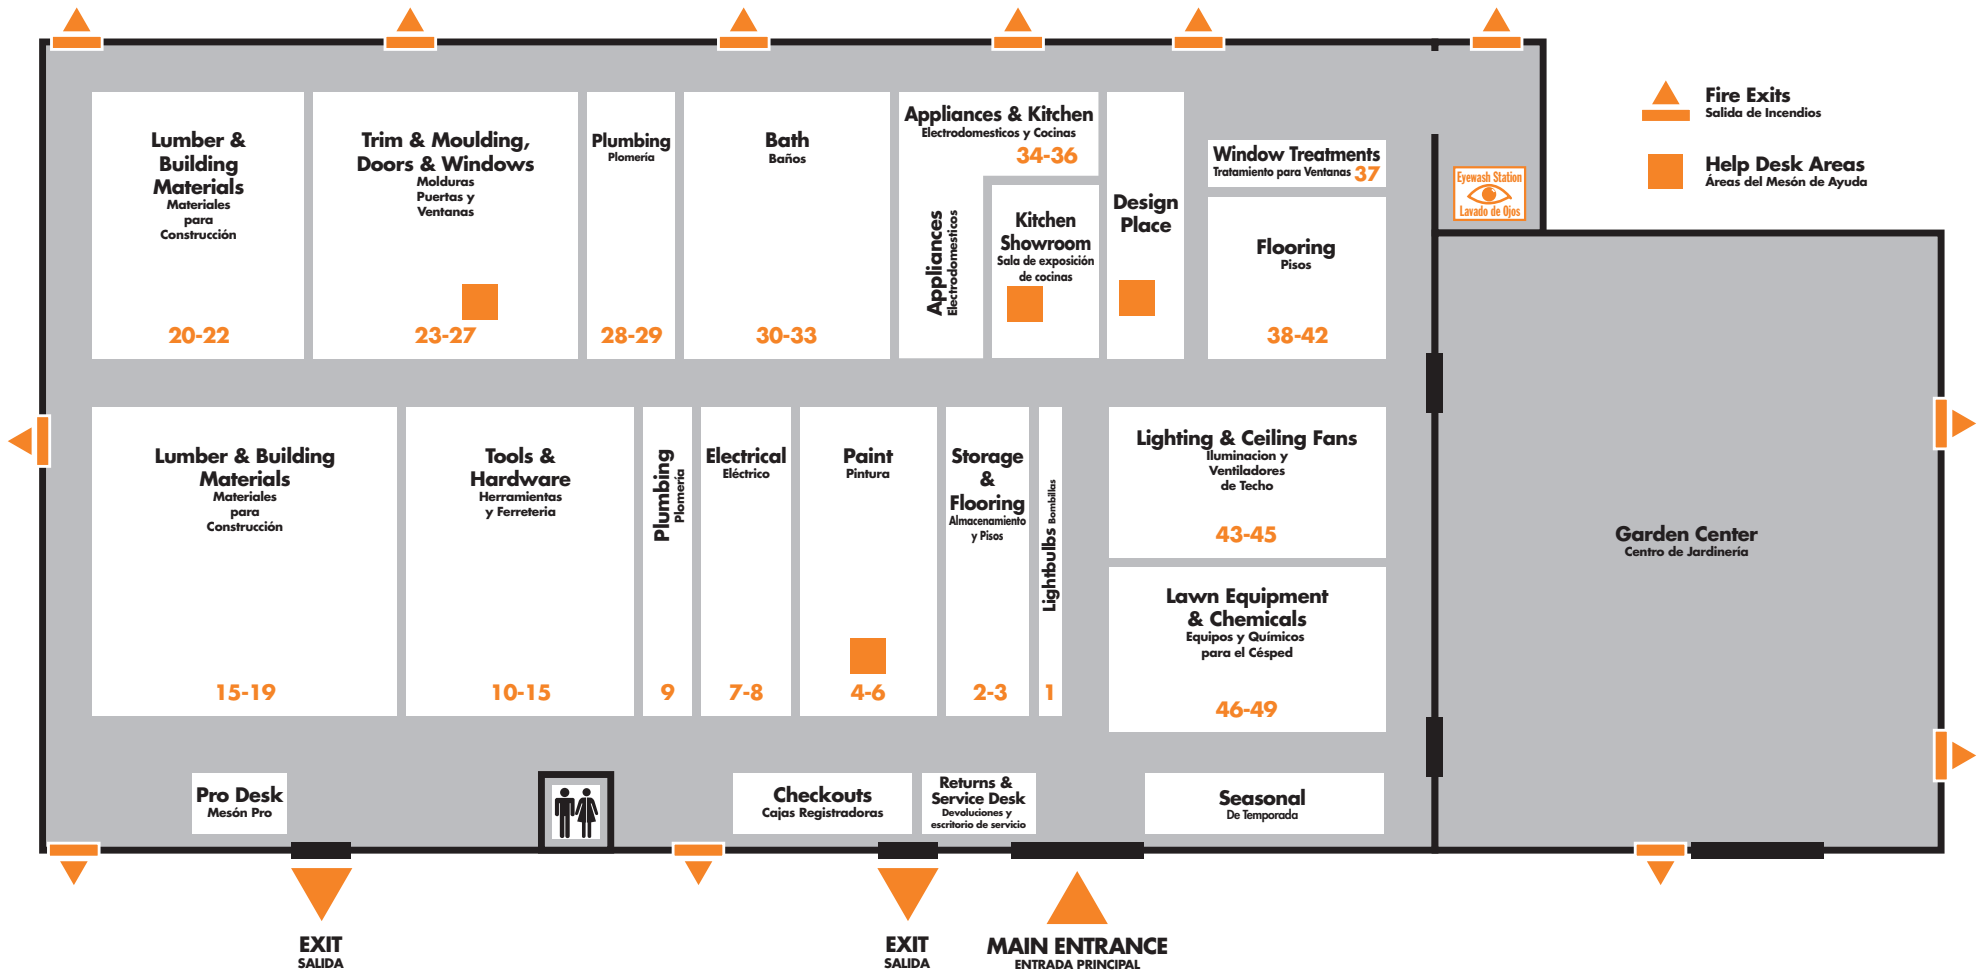 Fire Exits
Salida de Incendios
Help Desk Areas
Áreas del Mesón de Ayuda
Lumber &
Building
Materials
Materiales
para
Construcción
20-22
Trim & Moulding,
Doors & Windows
Molduras
Puertas y
Ventanas
23-27
Plumbing
Plomería
28-29
Bath
Baños
30-33
Appliances & Kitchen
Electrodomesticos y Cocinas
34-36
Appliances
Electrodomesticos
Kitchen
Showroom
Sala de exposición
de cocinas
Design
Place
Window Treatments
Tratamiento para Ventanas 37
Flooring
Pisos
38-42
Eyewash Station
Lavado de Ojos
Lumber & Building
Materials
Materiales
para
Construcción
15-19
Tools &
Hardware
Herramientas
y Ferreteria
10-15
Plumbing
Plomería
9
Electrical
Eléctrico
7-8
Paint
Pintura
4-6
Storage
&
Flooring
Almacenamiento
y Pisos
2-3
Lightbulbs Bombillas
1
Lighting & Ceiling Fans
Iluminacion y
Ventiladores
de Techo
43-45
Lawn Equipment
& Chemicals
Equipos y Químicos
para el Césped
46-49
Garden Center
Centro de Jardinería
Pro Desk
Mesón Pro
Checkouts
Cajas Registradoras
Returns &
Service Desk
Devoluciones y
escritorio de servicio
Seasonal
De Temporada
EXIT
SALIDA
EXIT
SALIDA
MAIN ENTRANCE
ENTRADA PRINCIPAL